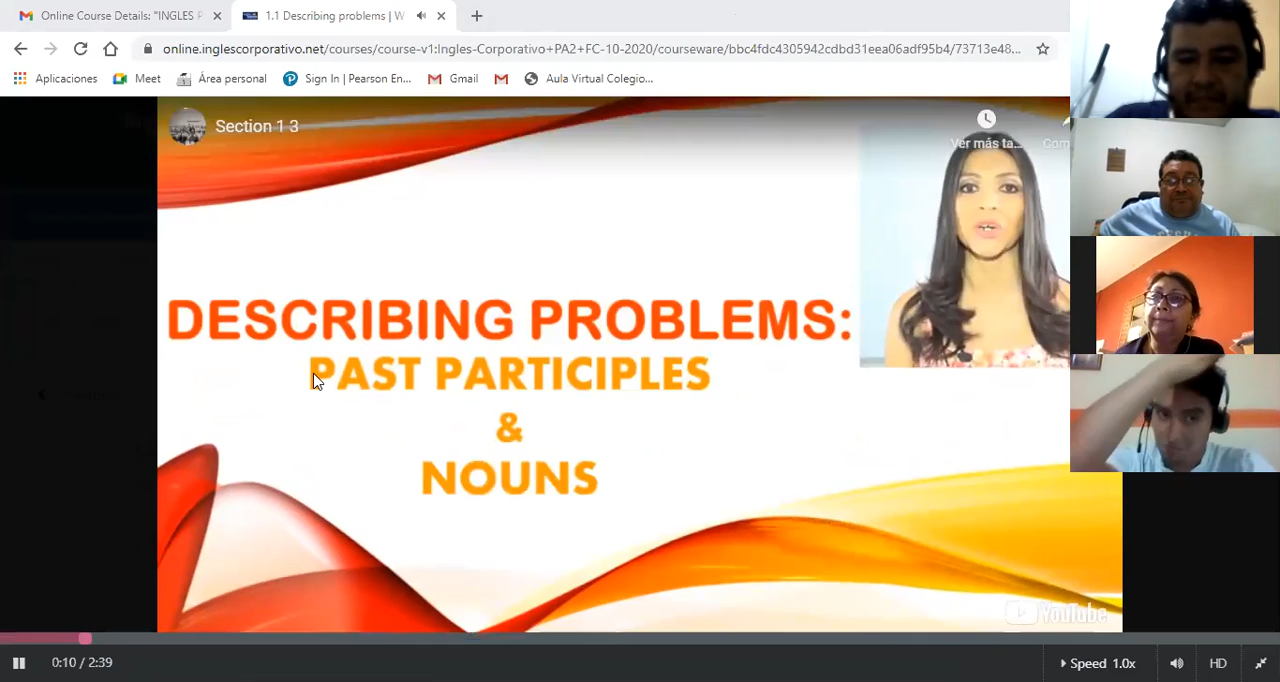 Online Course Details: "INGLES P
1.1 Describing problems | W
online.inglescorporativo.net/courses/course-v1:Ingles-Corporativo+PA2+FC-10-2020/courseware/bbc4fdc4305942cdbd31eea06adf95b4/73713e48...
Aplicaciones
Meet
Área personal
Sign In | Pearson En...
Gmail
Aula Virtual Colegio...
Section 1 3
Ver más ta...
Com
DESCRIBING PROBLEMS:
PAST PARTICIPLES
&
NOUNS
YouTube
0:10 / 2:39
Speed 1.0x
HD